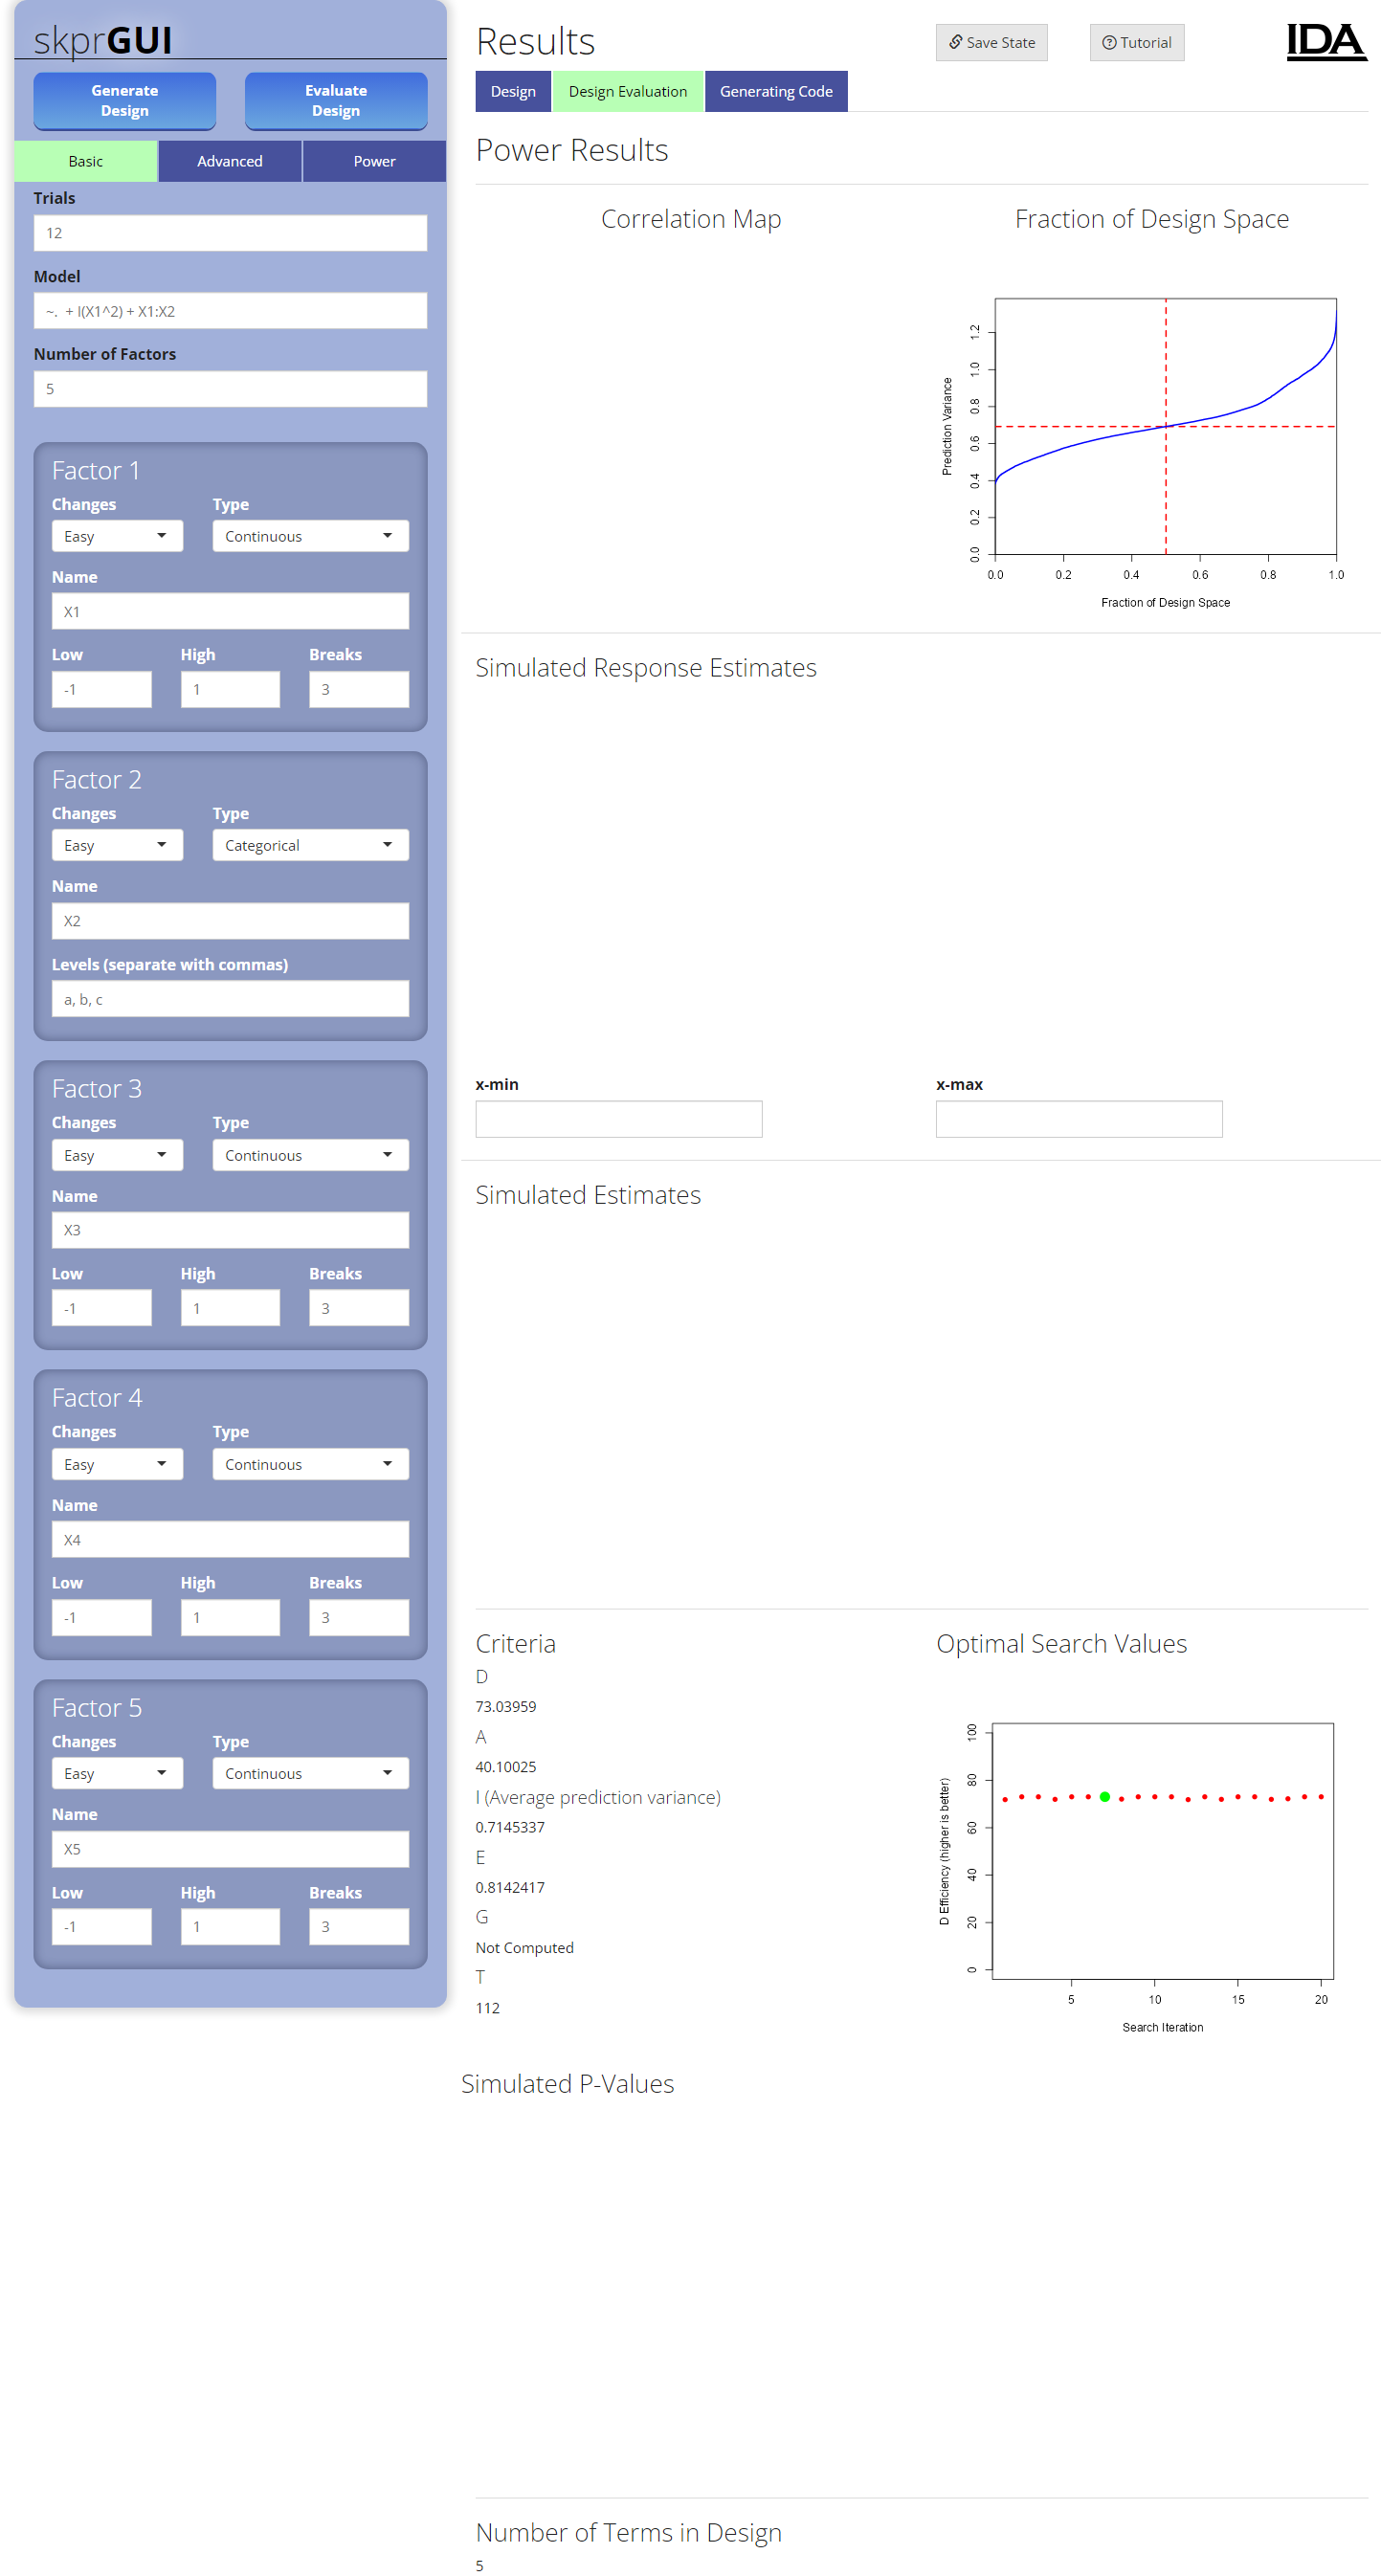 skprGUI
Generate
Design
Evaluate
Design
Basic
Advanced
Power
Trials
12
Model
~. + I(X1^2) + X1:X2
Number of Factors
5
Factor 1
Changes
Type
Easy
Continuous
Name
X1
Low
High
Breaks
-1
1
3
Factor 2
Changes
Type
Easy
Categorical
Name
X2
Levels (separate with commas)
a, b, c
Factor 3
Changes
Type
Easy
Continuous
Name
X3
Low
High
Breaks
-1
1
3
Factor 4
Changes
Type
Easy
Continuous
Name
X4
Low
High
Breaks
-1
1
3
Factor 5
Changes
Type
Easy
Continuous
Name
X5
Low
High
Breaks
-1
1
3
Results
Save State
Tutorial
IDA
Design
Design Evaluation
Generating Code
Power Results
Correlation Map
Fraction of Design Space
Prediction Variance
1.2
1.0
0.8
0.6
0.4
0.2
0.0
0.0
0.2
0.4
0.6
0.8
1.0
Fraction of Design Space
Simulated Response Estimates
x-min
x-max
Simulated Estimates
Criteria
D
73.03959
A
40.10025
I (Average prediction variance)
0.7145337
E
0.8142417
G
Not Computed
T
112
Optimal Search Values
D Efficiency (higher is better)
100
80
60
40
20
0
5
10
15
20
Search Iteration
Simulated P-Values
Number of Terms in Design
5